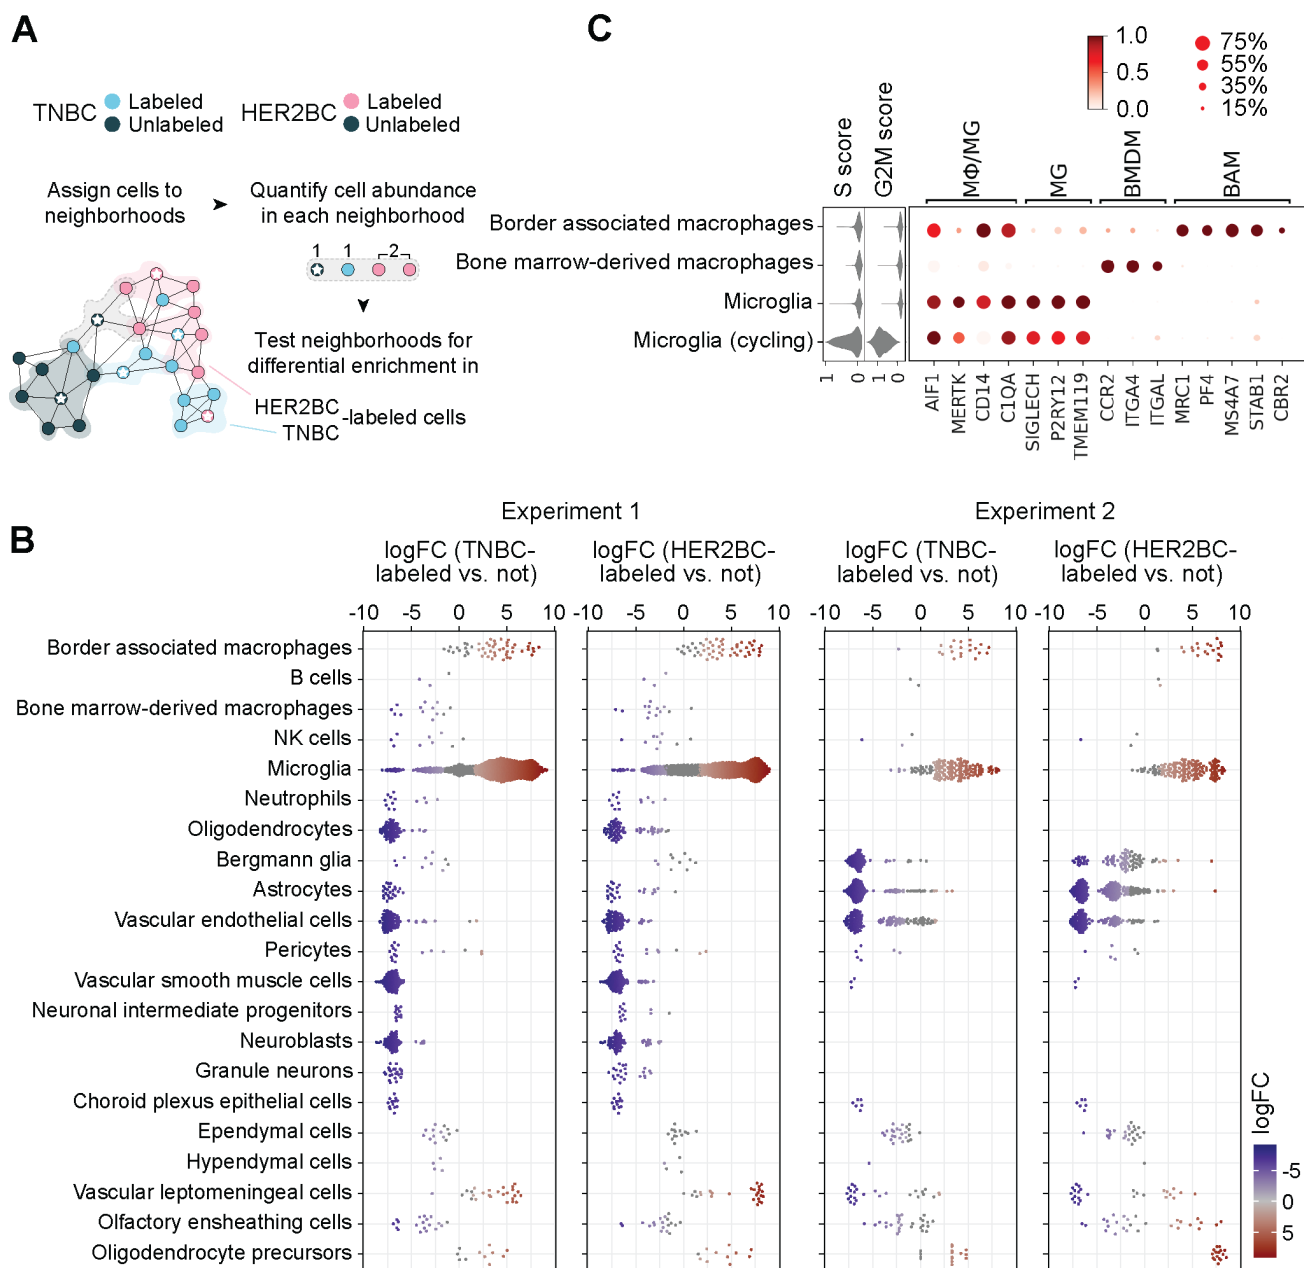 A
TNBC
Labeled
Unlabeled
HER2BC
Labeled
Unlabeled
Assign cells to
neighborhoods
Quantify cell abundance
in each neighborhood
1 1 2
Test neighborhoods for
differential enrichment in
HER2BC
TNBC
-labeled cells
C
1.0
0.5
0.0
75%
55%
35%
15%
S score
G2M score
MΦ/MG
MG
BMDM
BAM
Border associated macrophages
Bone marrow-derived macrophages
Microglia
Microglia (cycling)
1 0 1 0
AIF1
MERTK
CD14
C1QA
SIGLECH
P2RY12
TMEM119
CCR2
ITGA4
ITGAL
MRC1
PF4
MS4A7
STAB1
CBR2
B
Experiment 1
Experiment 2
logFC (TNBC-
labeled vs. not)
logFC (HER2BC-
labeled vs. not)
logFC (TNBC-
labeled vs. not)
logFC (HER2BC-
labeled vs. not)
-10 -5 0 5 10
-10 -5 0 5 10
-10 -5 0 5 10
-10 -5 0 5 10
Border associated macrophages
B cells
Bone marrow-derived macrophages
NK cells
Microglia
Neutrophils
Oligodendrocytes
Bergmann glia
Astrocytes
Vascular endothelial cells
Pericytes
Vascular smooth muscle cells
Neuronal intermediate progenitors
Neuroblasts
Granule neurons
Choroid plexus epithelial cells
Ependymal cells
Hypendymal cells
Vascular leptomeningeal cells
Olfactory ensheathing cells
Oligodendrocyte precursors
logFC
-5
0
5